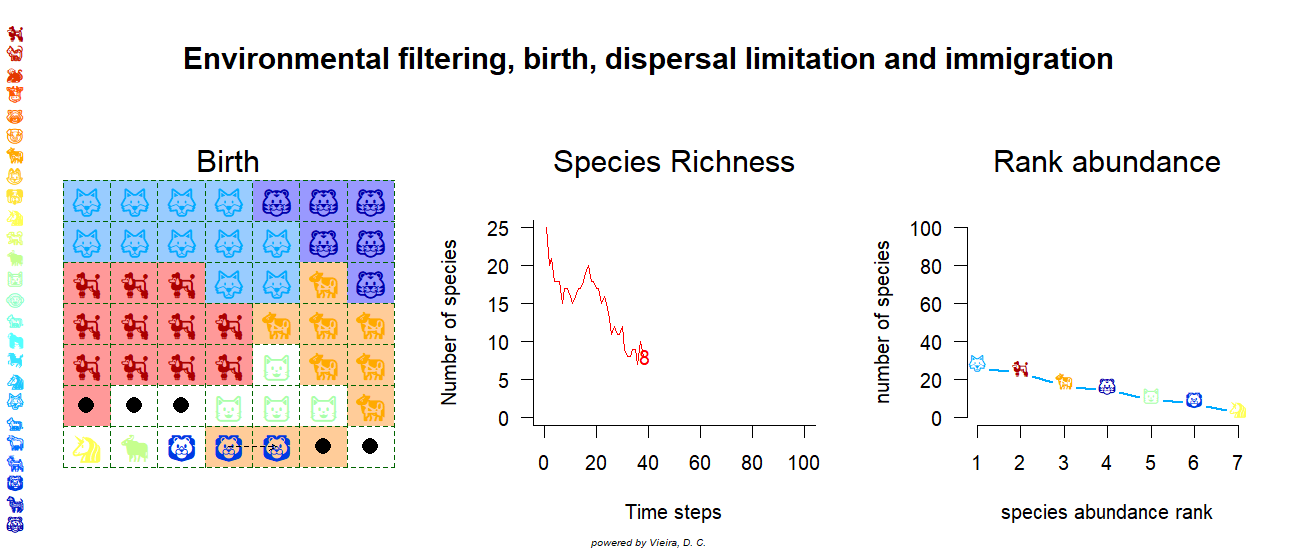 Environmental filtering, birth, dispersal limitation and immigration
Birth
Species Richness
Rank abundance
Number of species
25
20
15
10
5
0
8
0 20 40 60 80 100
Time steps
number of species
100
80
60
40
20
0
1 2 3 4 5 6 7
species abundance rank
powered by Vieira, D. C.